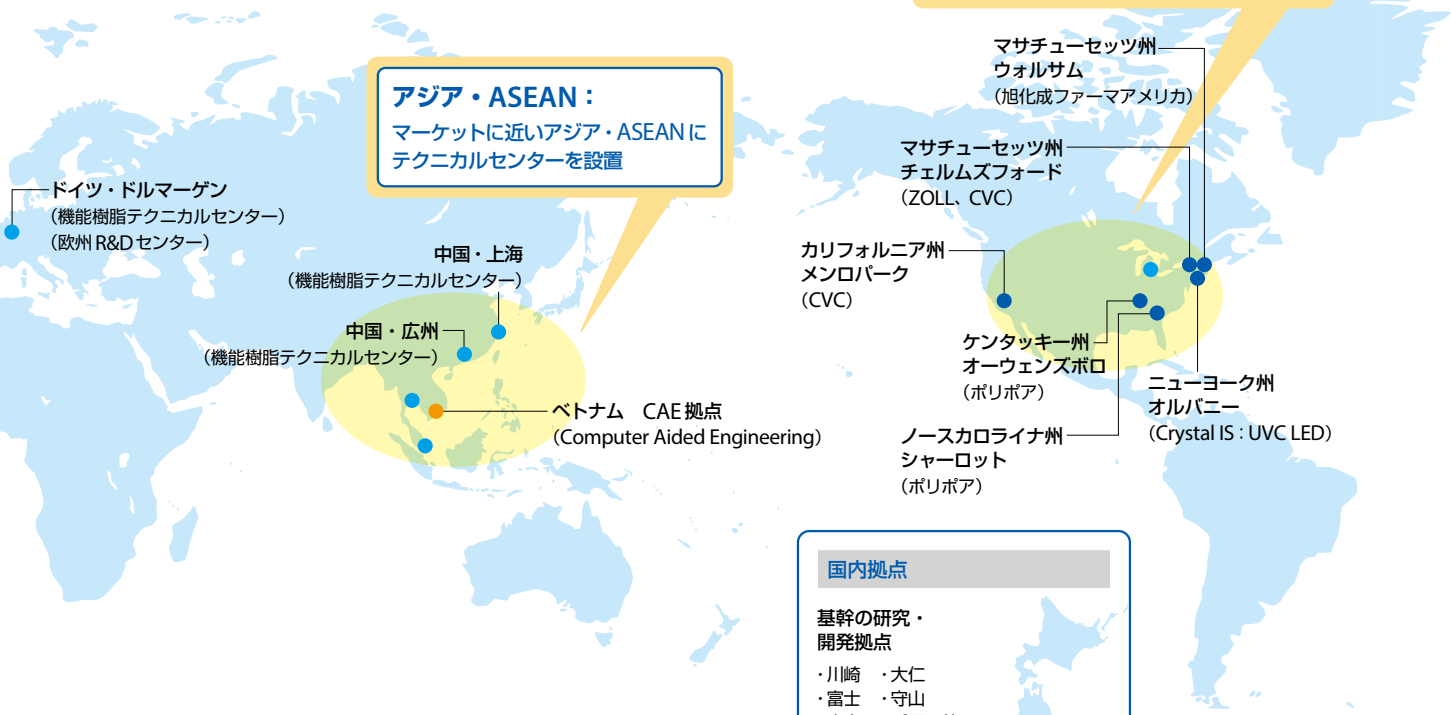 アジア・ASEAN：
マーケットに近いアジア・ASEANに
テクニカルセンターを設置
ドイツ・ドルマーゲン
（機能樹脂テクニカルセンター）
（欧州R&Dセンター）
中国・上海
（機能樹脂テクニカルセンター）
中国・広州
（機能樹脂テクニカルセンター）
ベトナム　CAE拠点
（Computer Aided Engineering）
マサチューセッツ州
ウォルサム
（旭化成ファーマアメリカ）
マサチューセッツ州
チェルムズフォード
（ZOLL、CVC）
カリフォルニア州
メンロパーク
（CVC）
ケンタッキー州
オーウェンズボロ
（ポリポア）
ノースカロライナ州
シャーロット
（ポリポア）
ニューヨーク州
オルバニー
（Crystal IS：UVC LED）
国内拠点
基幹の研究・
開発拠点
・川崎　・大仁
・富士　・守山